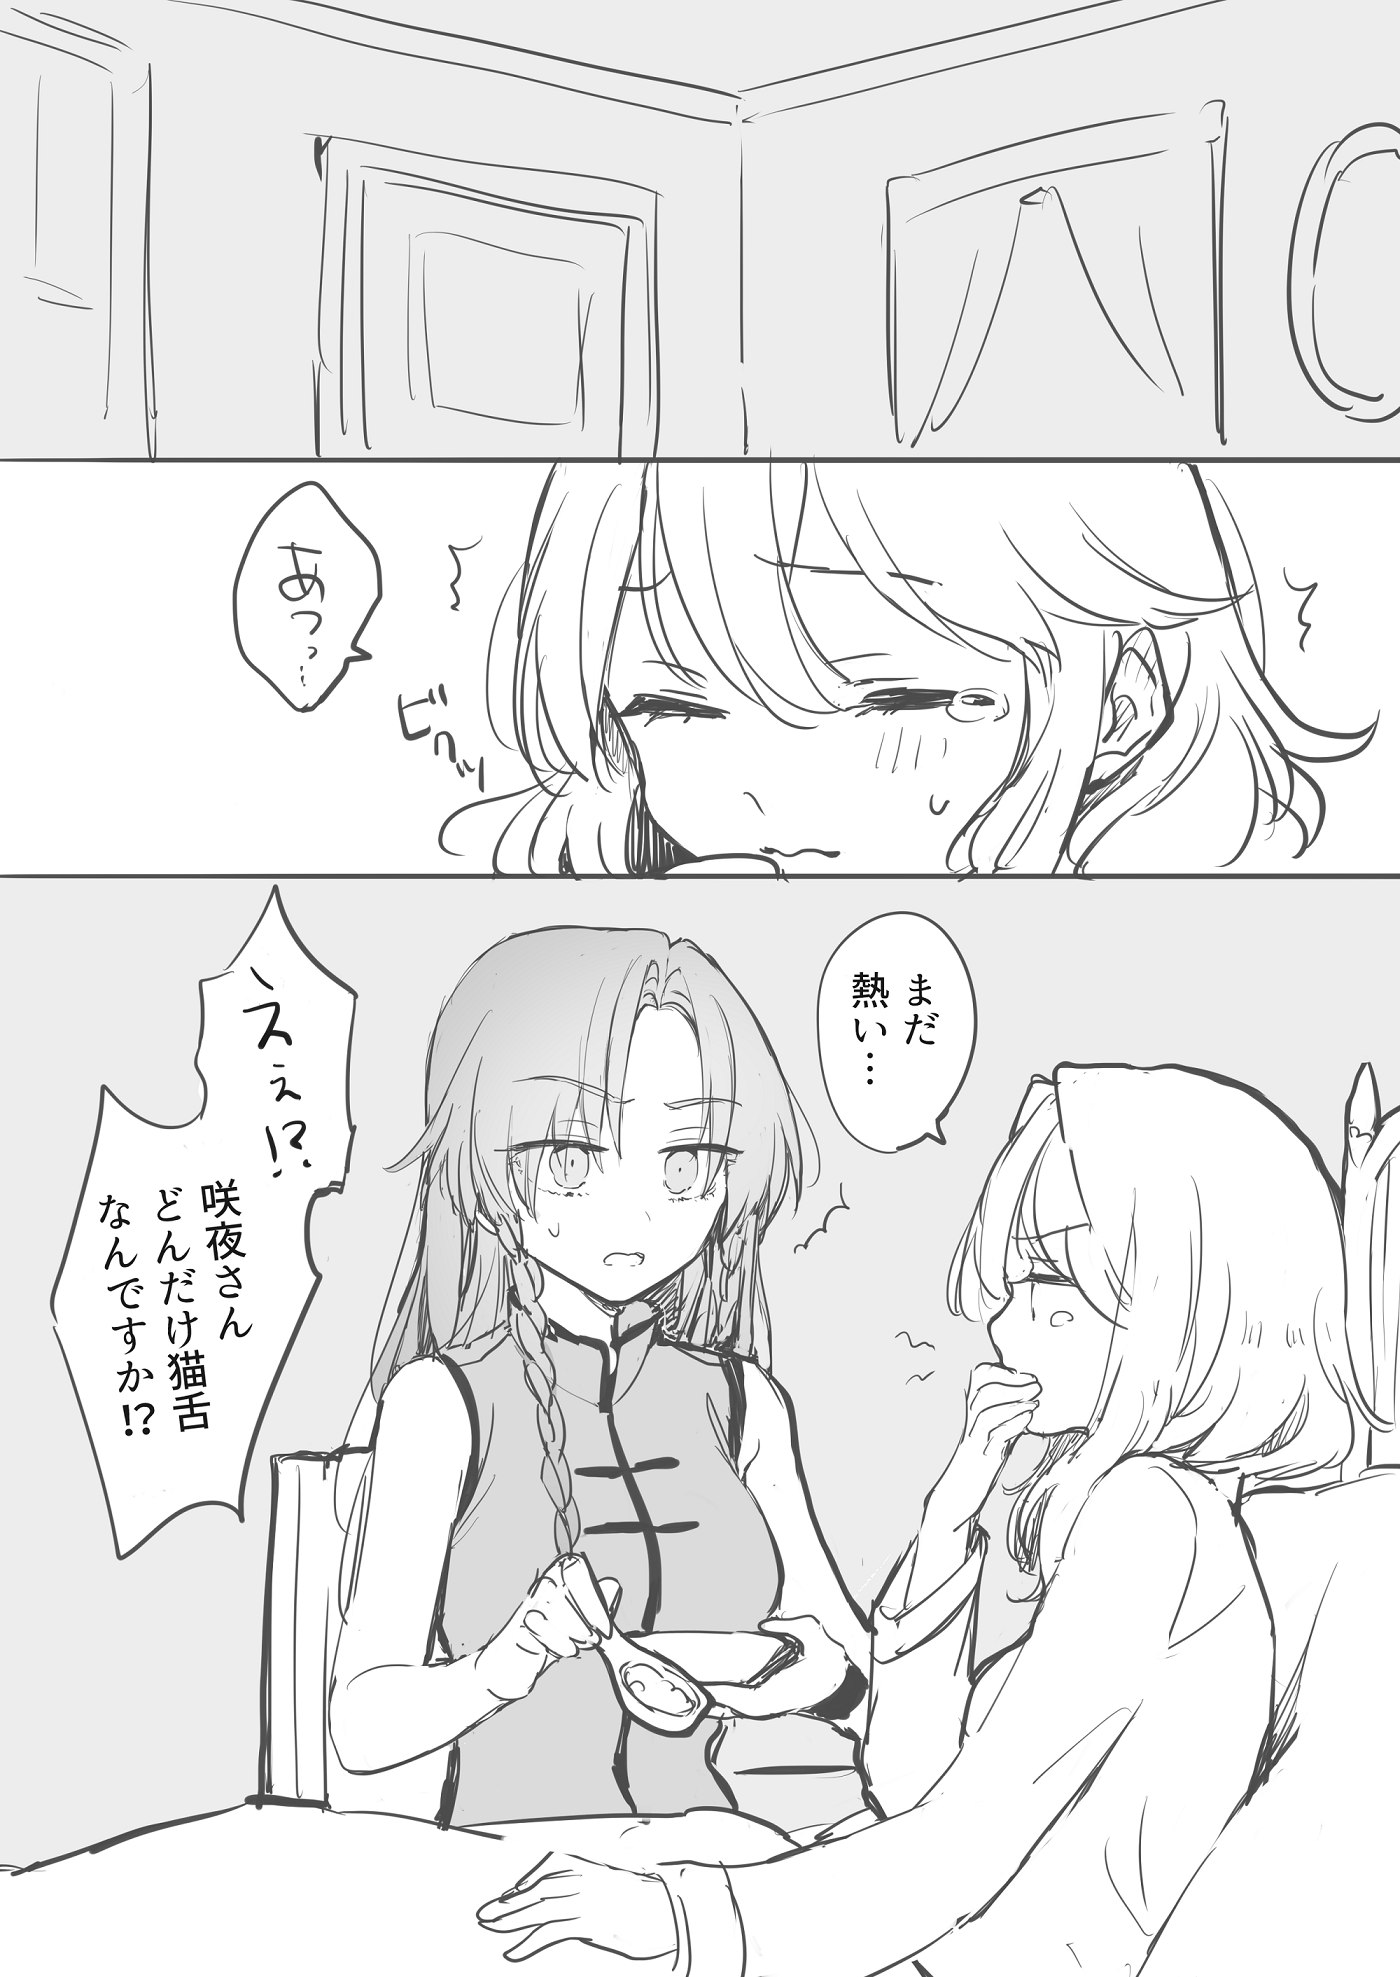 あつっ…
ビクッ
まだ
熱い…
えぇ!?
咲夜さん
どんだけ猫舌
なんですか!?